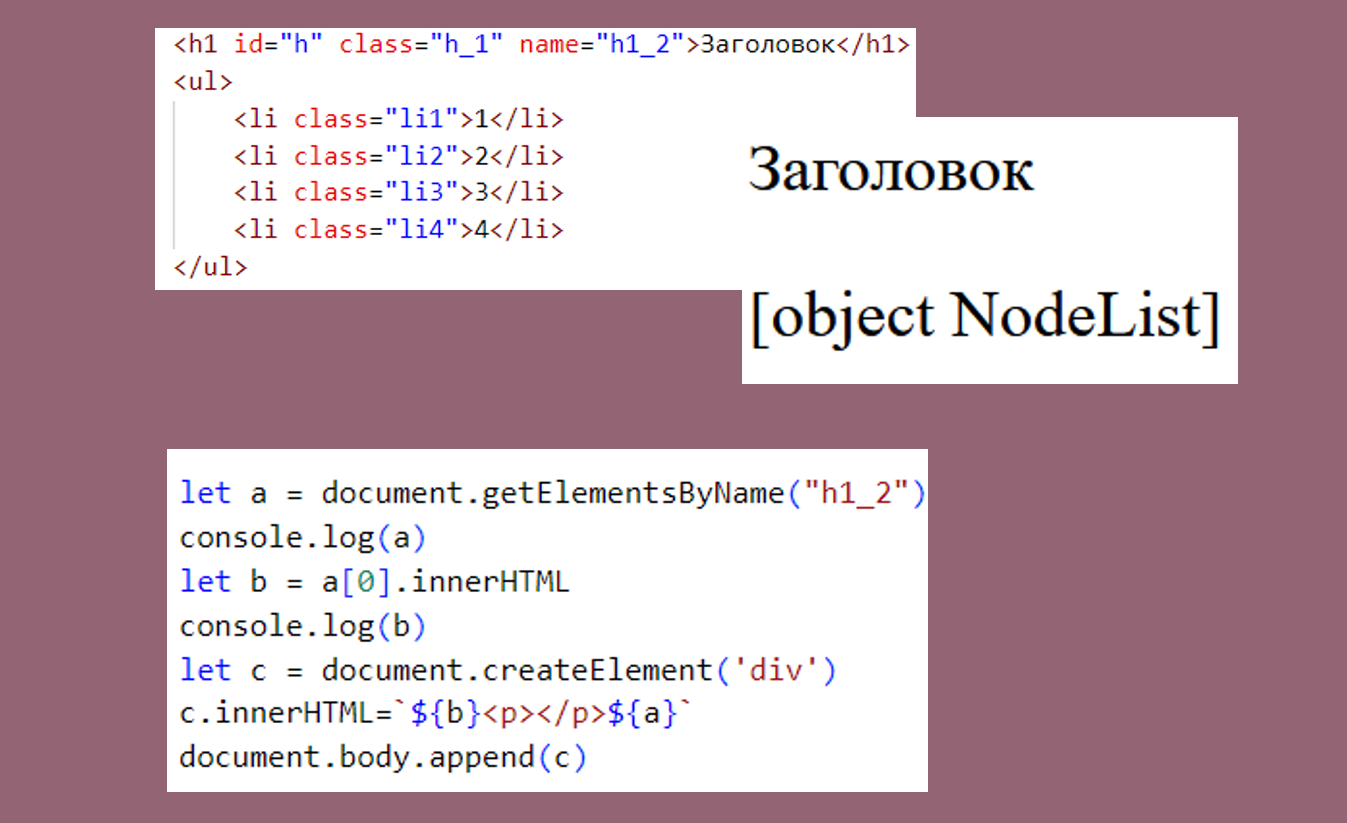 <h1 id="h" class="h_1" name="h1_2">Заголовок</h1>
<ul>
    <li class="li1">1</li>
    <li class="li2">2</li>
    <li class="li3">3</li>
    <li class="li4">4</li>
</ul>
Заголовок
[object NodeList]
let a = document.getElementsByName("h1_2")
console.log(a)
let b = a[0].innerHTML
console.log(b)
let c = document.createElement('div')
c.innerHTML=`${b}<p></p>${a}`
document.body.append(c)